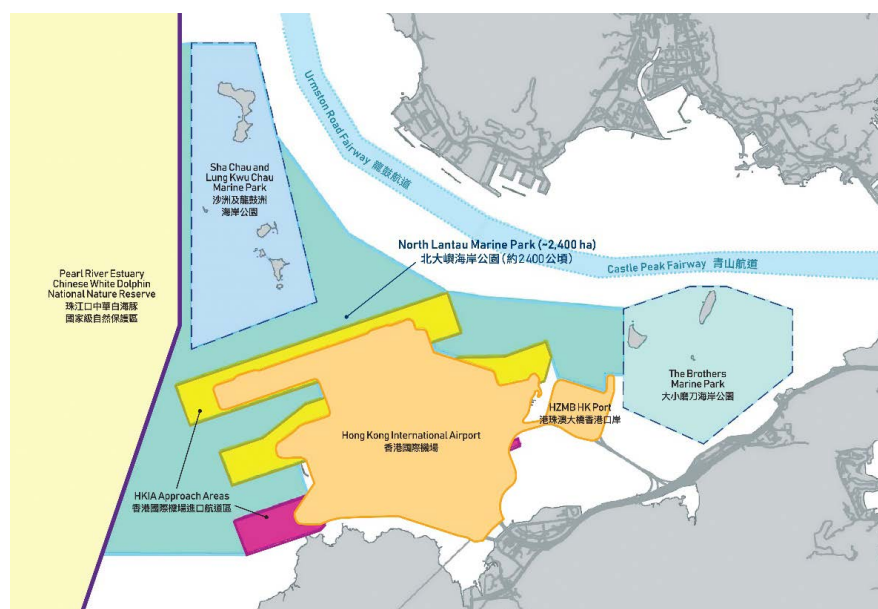 Urmston Road Fairway 龍鼓航道
Sha Chau and
Lung Kwu Chau
Marine Park
沙洲及龍鼓洲
海岸公園
North Lantau Marine Park (~2,400 ha)
北大嶼海岸公園(約2400公頃)
Castle Peak Fairway 青山航道
Pearl River Estuary
Chinese White Dolphin
National Nature Reserve
珠江口中華白海豚
國家級自然保護區
The Brothers
Marine Park
大小磨刀海岸公園
HZMB HK Port
港珠澳大橋香港口岸
Hong Kong International Airport
香港國際機場
HKIA Approach Areas
香港國際機場進口航道區